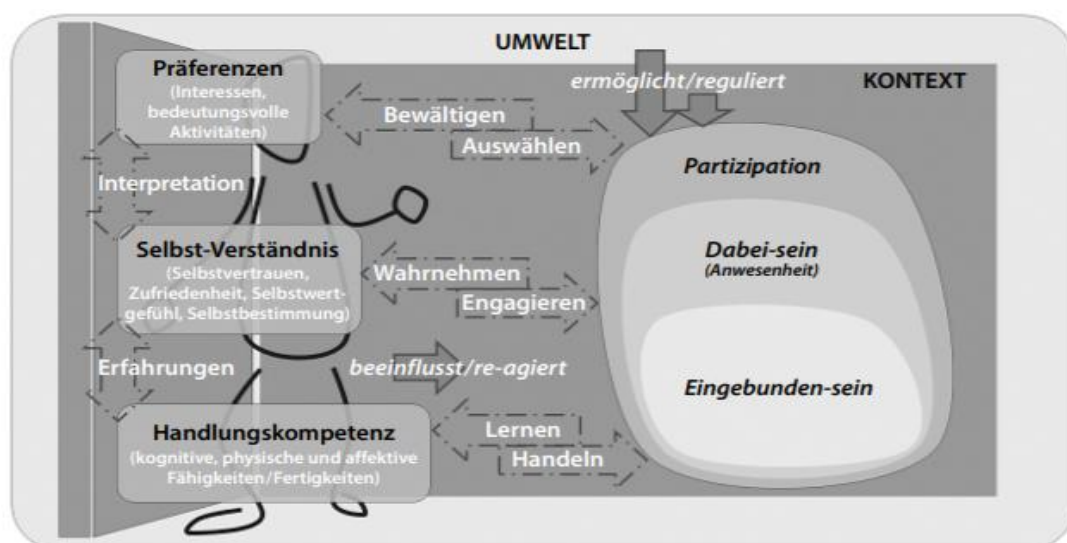 UMWELT
ermöglicht/reguliert
KONTEXT
Präferenzen
(Interessen,
bedeutungsvolle
Aktivitäten)
Bewältigen
Auswählen
Interpretation
Partizipation
Selbst-Verständnis
(Selbstvertrauen,
Zufriedenheit, Selbstwert-
gefühl, Selbstbestimmung)
Wahrnehmen
Engagieren
Dabei-sein
(Anwesenheit)
Erfahrungen
beeinflusst/re-agiert
Eingebunden-sein
Handlungskompetenz
(kognitive, physische und affektive
Fähigkeiten/Fertigkeiten)
Lernen
Handeln